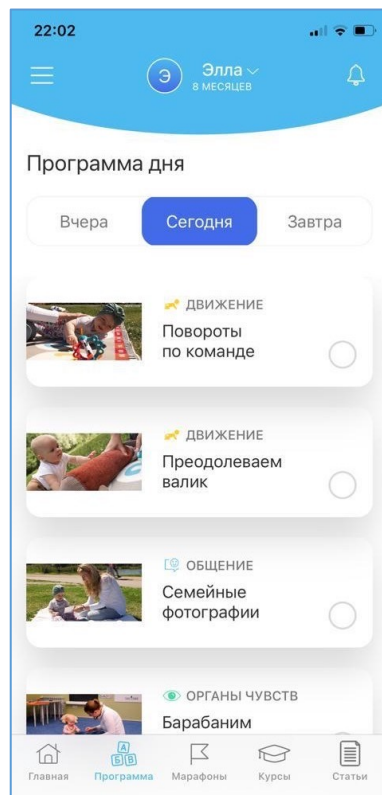 22:02
Э
Элла
8 МЕСЯЦЕВ
Программа дня
Вчера
Сегодня
Завтра
ДВИЖЕНИЕ
Повороты
по команде
ДВИЖЕНИЕ
Преодолеваем
валик
ОБЩЕНИЕ
Семейные
фотографии
ОРГАНЫ ЧУВСТВ
Барабаним
А
Б В
Главная
Программа
Марафоны
Курсы
Статьи